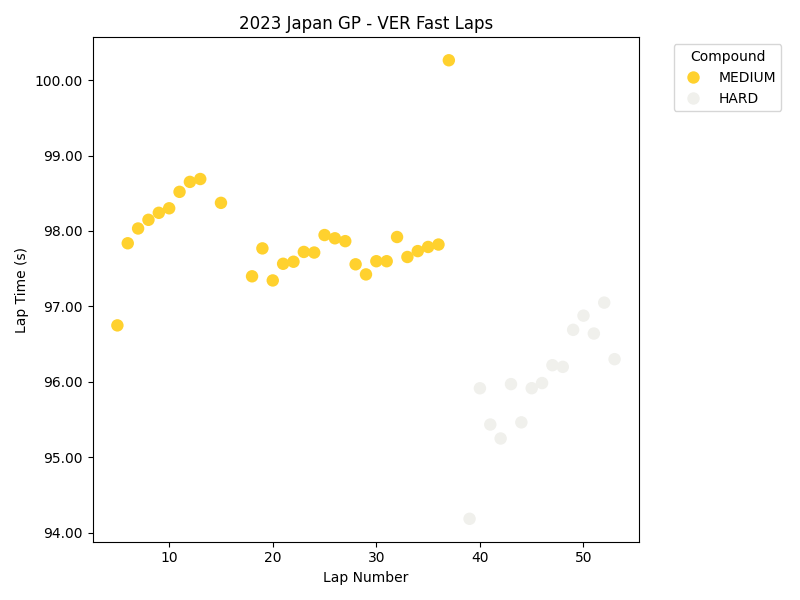 2023 Japan GP - VER Fast Laps
Compound
MEDIUM
HARD
100.00
99.00
98.00
97.00
96.00
95.00
94.00
Lap Time (s)
10 20 30 40 50
Lap Number